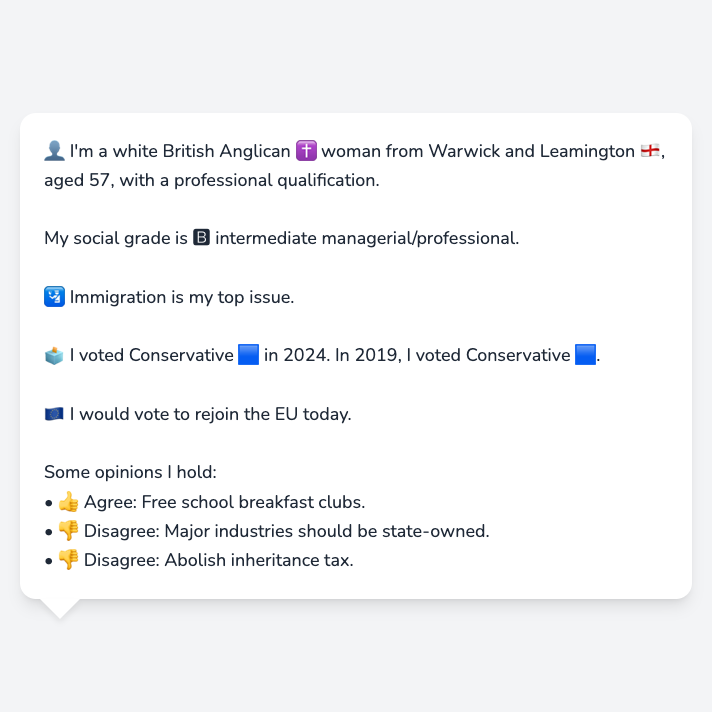 👤 I'm a white British Anglican ✝️ woman from Warwick and Leamington 🏴󠁧󠁢󠁥󠁮󠁧󠁿,
aged 57, with a professional qualification.
My social grade is 🅱 intermediate managerial/professional.
🛂 Immigration is my top issue.
🗳️ I voted Conservative 🟦 in 2024. In 2019, I voted Conservative 🟦.
🇪🇺 I would vote to rejoin the EU today.
Some opinions I hold:
• 👍 Agree: Free school breakfast clubs.
• 👎 Disagree: Major industries should be state-owned.
• 👎 Disagree: Abolish inheritance tax.